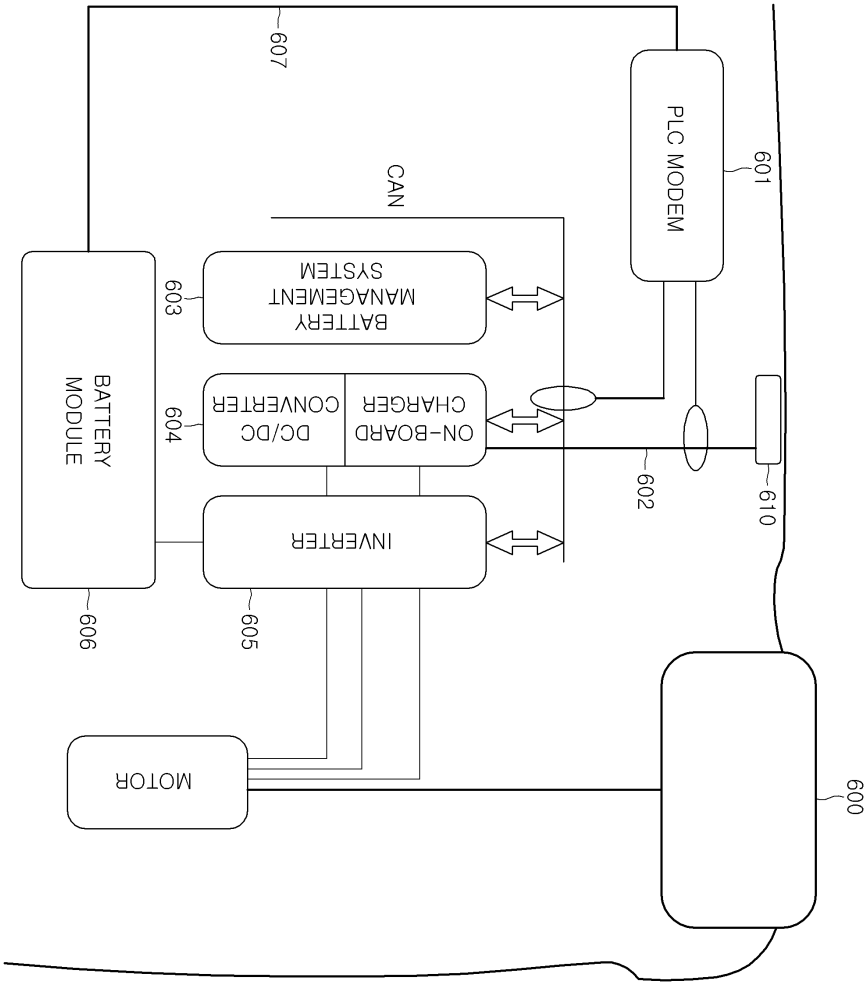 607
PLC MODEM
601
CAN
BATTERY
MANAGEMENT
SYSTEM
603
ON-BOARD
CHARGER
DC/DC
CONVERTER
604
BATTERY
MODULE
606
INVERTER
605
602
610
MOTOR
600